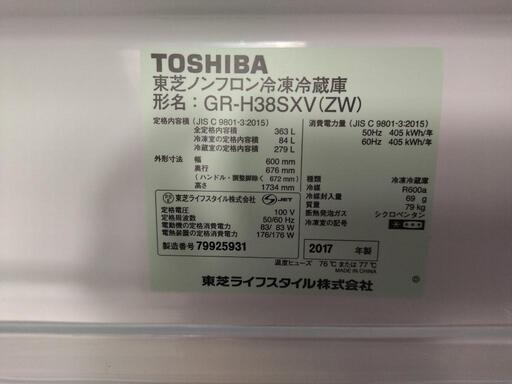 TOSHIBA
東芝ノンフロン冷凍冷蔵庫
形名：GR-H38SXV(ZW)
定格内容積（JIS C 9801-3:2015）
全定格内容積 363 L
冷凍室の定格内容積 84 L
冷蔵室の定格内容積 279 L
外形寸法 幅 600 mm
奥行 676 mm
（ハンドル・調整脚除く 672 mm）
高さ 1734 mm
東芝ライフスタイル株式会社 JET
定格電圧 100 V
定格周波数 50/60 Hz
電動機の定格消費電力 83/ 83 W
電熱装置の定格消費電力 176/176 W
製造番号 79925931
消費電力量（JIS C 9801-3:2015）
50Hz 405 kWh/年
60Hz 405 kWh/年
種類 冷凍冷蔵庫
冷媒 R600a
冷媒封入量 69 g
質量 79 kg
断熱発泡ガス シクロペンタン
冷凍室の記号
2017 年製
温度ヒューズ 76 ℃ または 77 ℃
MADE IN CHINA
東芝ライフスタイル株式会社